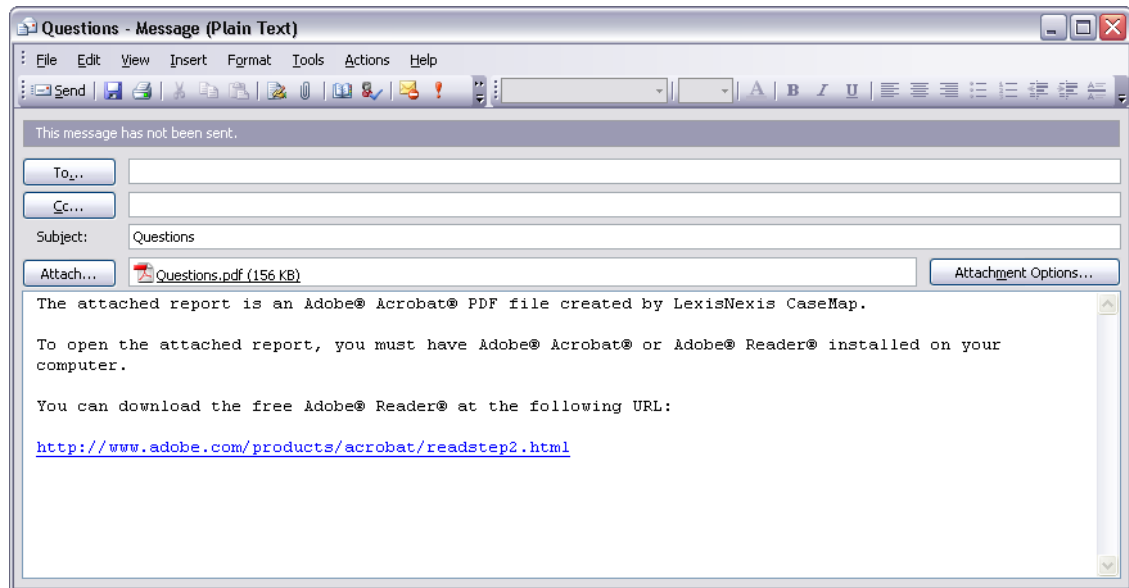 Questions - Message (Plain Text)
File Edit View Insert Format Tools Actions Help
Send A B I U
This message has not been sent.
To...
Cc...
Subject: Questions
Attach... Questions.pdf (156 KB) Attachment Options...
The attached report is an Adobe® Acrobat® PDF file created by LexisNexis CaseMap.
To open the attached report, you must have Adobe® Acrobat® or Adobe® Reader® installed on your
computer.
You can download the free Adobe® Reader® at the following URL:
http://www.adobe.com/products/acrobat/readstep2.html